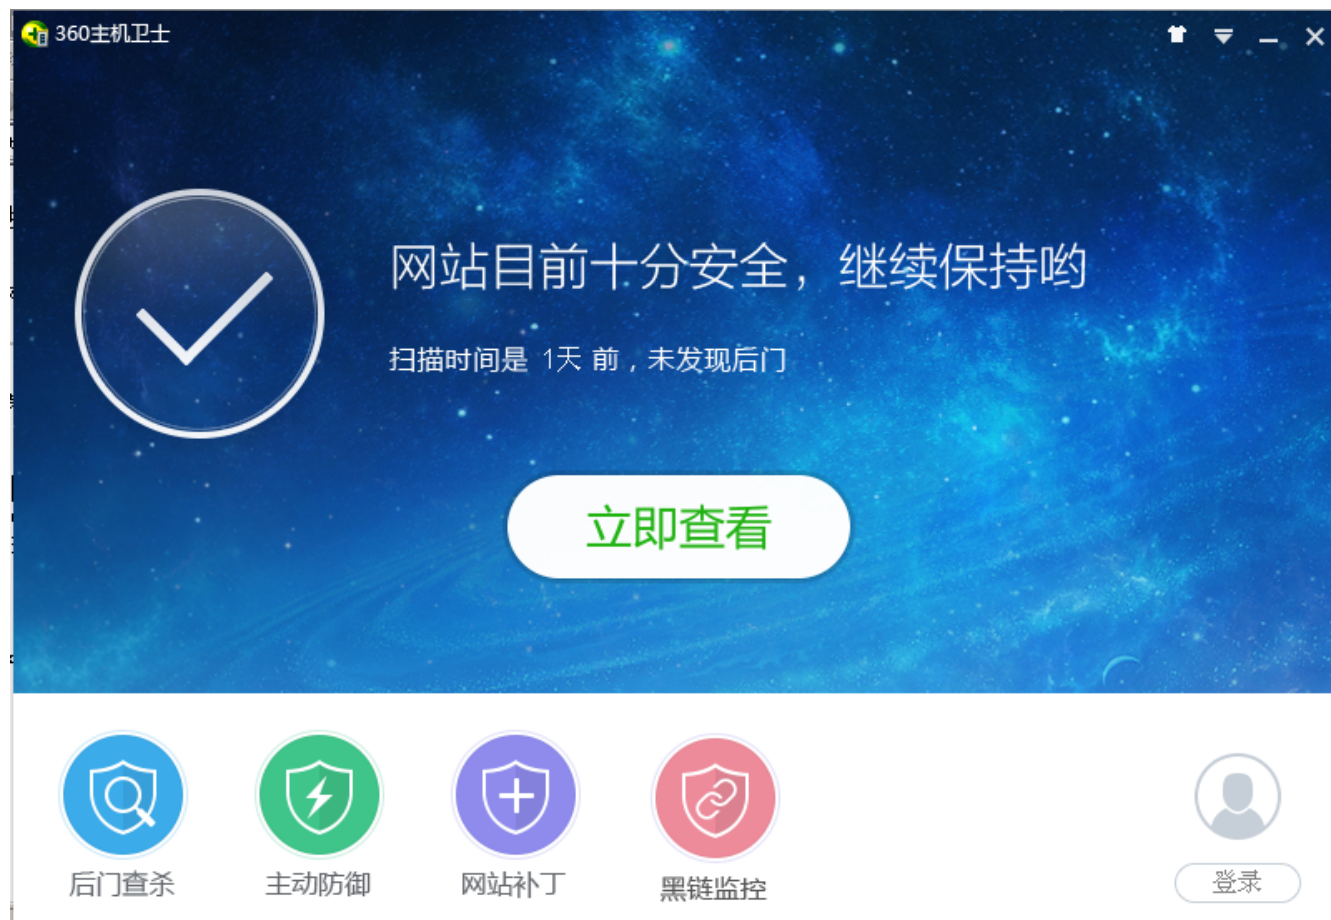 360主机卫士
网站目前十分安全，继续保持哟
扫描时间是 1天 前，未发现后门
立即查看
后门查杀
主动防御
网站补丁
黑链监控
登录